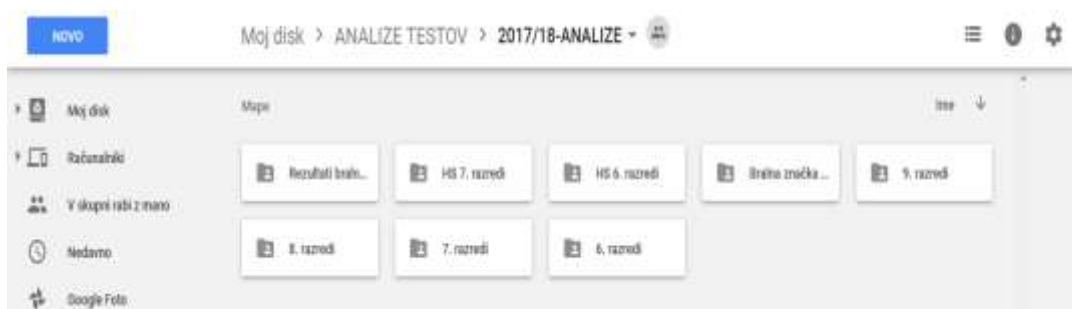 NOVO
Moj disk > ANALIZE TESTOV > 2017/18-ANALIZE
Moj disk
Mape
Ime
Računalniki
Rezultati braln...
HS 7. razredi
HS 6. razredi
Bralna značka ...
9. razredi
V skupni rabi z mano
Nedavno
8. razredi
7. razredi
6. razredi
Google Foto